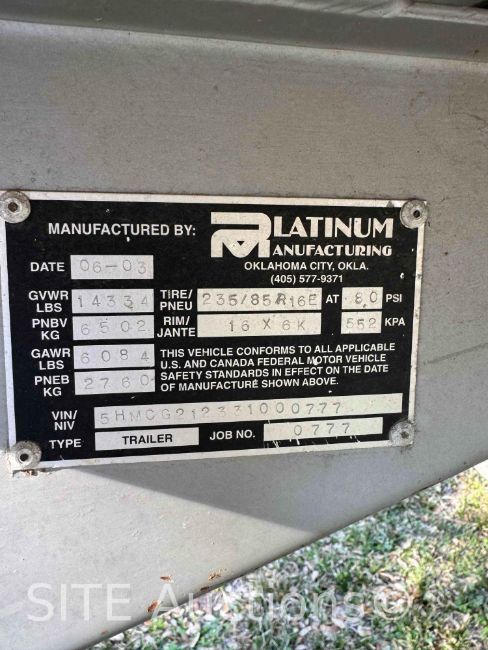 MANUFACTURED BY: PLATINUM MANUFACTURING
OKLAHOMA CITY, OKLA.
(405) 577-9371
DATE 06-03
GVWR LBS 14334 TIRE/PNEU 235/85R16E AT 80 PSI
PNBV KG 6502 RIM/JANTE 16 X 6K 552 KPA
GAWR LBS 6084
PNEB KG 2760
THIS VEHICLE CONFORMS TO ALL APPLICABLE
U.S. AND CANADA FEDERAL MOTOR VEHICLE
SAFETY STANDARDS IN EFFECT ON THE DATE
OF MANUFACTURE SHOWN ABOVE.
VIN/NIV 5HMCG212331000777
TYPE TRAILER JOB NO. 0777
SITE Auctions©